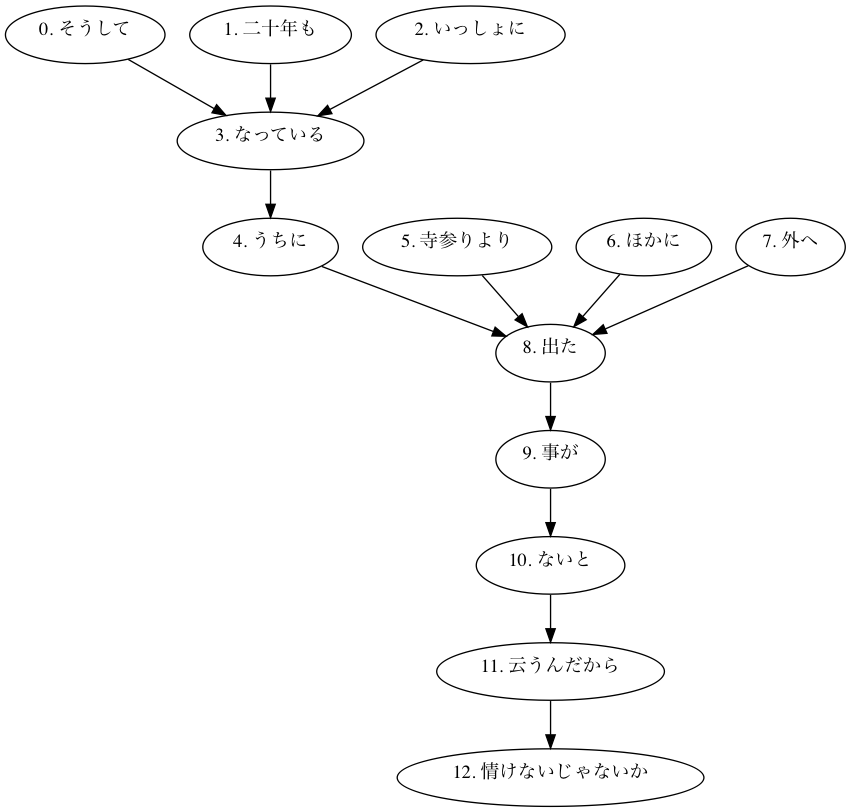 0. そうして
1. 二十年も
2. いっしょに
3. なっている
4. うちに
5. 寺参りより
6. ほかに
7. 外へ
8. 出た
9. 事が
10. ないと
11. 云うんだから
12. 情けないじゃないか